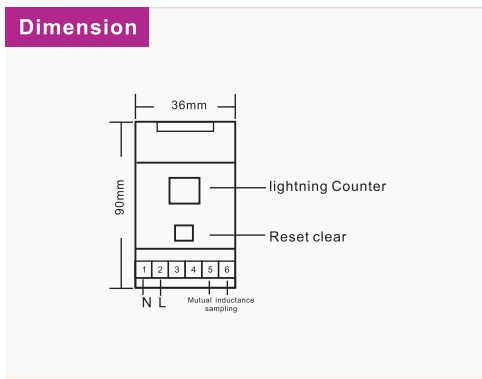 Dimension
36mm
90mm
lightning Counter
Reset clear
1 2 3 4 5 6
N L
Mutual inductance
sampling